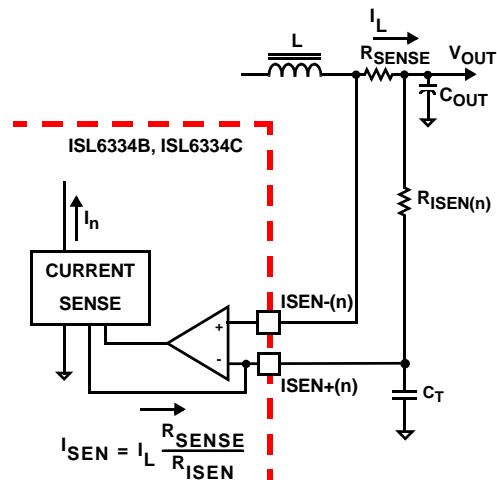 I_L
L
R_SENSE
V_OUT
C_OUT
ISL6334B, ISL6334C
R_ISEN(n)
I_n
CURRENT
SENSE
+
ISEN-(n)
-
ISEN+(n)
C_T
I_SEN = I_L R_SENSE / R_ISEN